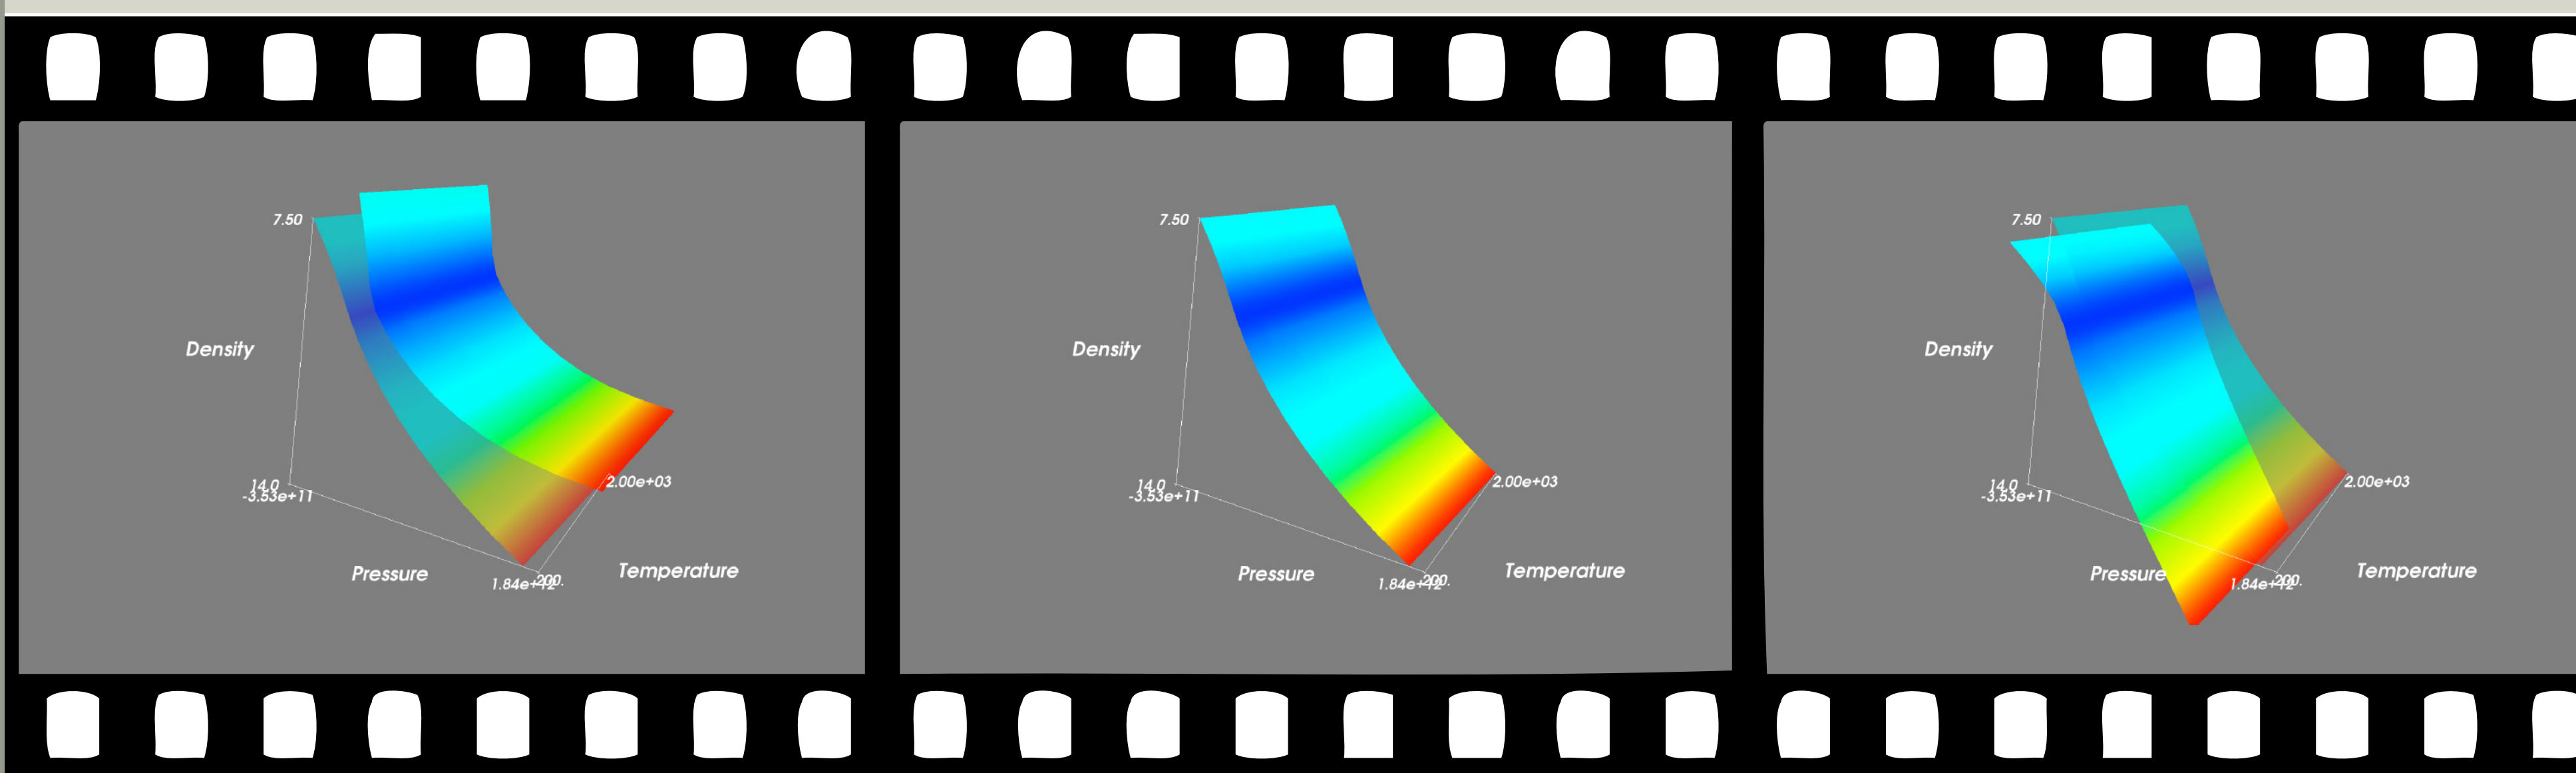 7.50
Density
14.0
-3.53e+11
2.00e+03
Pressure
Temperature
1.84e+12
200.
7.50
Density
14.0
-3.53e+11
2.00e+03
Pressure
Temperature
1.84e+12
200.
7.50
Density
14.0
-3.53e+11
2.00e+03
Pressure
Temperature
1.84e+12
200.